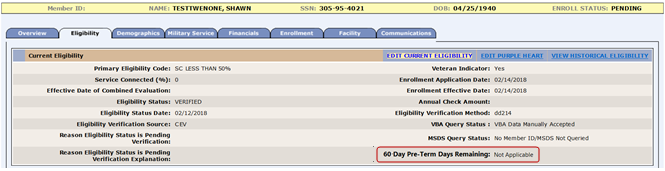 Member ID: NAME: TESTTWENONE, SHAWN SSN: 305-95-4021 DOB: 04/25/1940 ENROLL STATUS: PENDING
Overview Eligibility Demographics Military Service Financials Enrollment Facility Communications
Current Eligibility EDIT CURRENT ELIGIBILITY EDIT PURPLE HEART VIEW HISTORICAL ELIGIBILITY
Primary Eligibility Code: SC LESS THAN 50% Veteran Indicator: Yes
Service Connected (%): 0 Enrollment Application Date: 02/14/2018
Effective Date of Combined Evaluation: Enrollment Effective Date: 02/14/2018
Eligibility Status: VERIFIED Annual Check Amount:
Eligibility Status Date: 02/12/2018 Eligibility Verification Method: dd214
Eligibility Verification Source: CEV VBA Query Status : VBA Data Manually Accepted
Reason Eligibility Status is Pending
Verification: MSDS Query Status: No Member ID/MSDS Not Queried
Reason Eligibility Status is Pending
Verification Explanation: 60 Day Pre-Term Days Remaining: Not Applicable